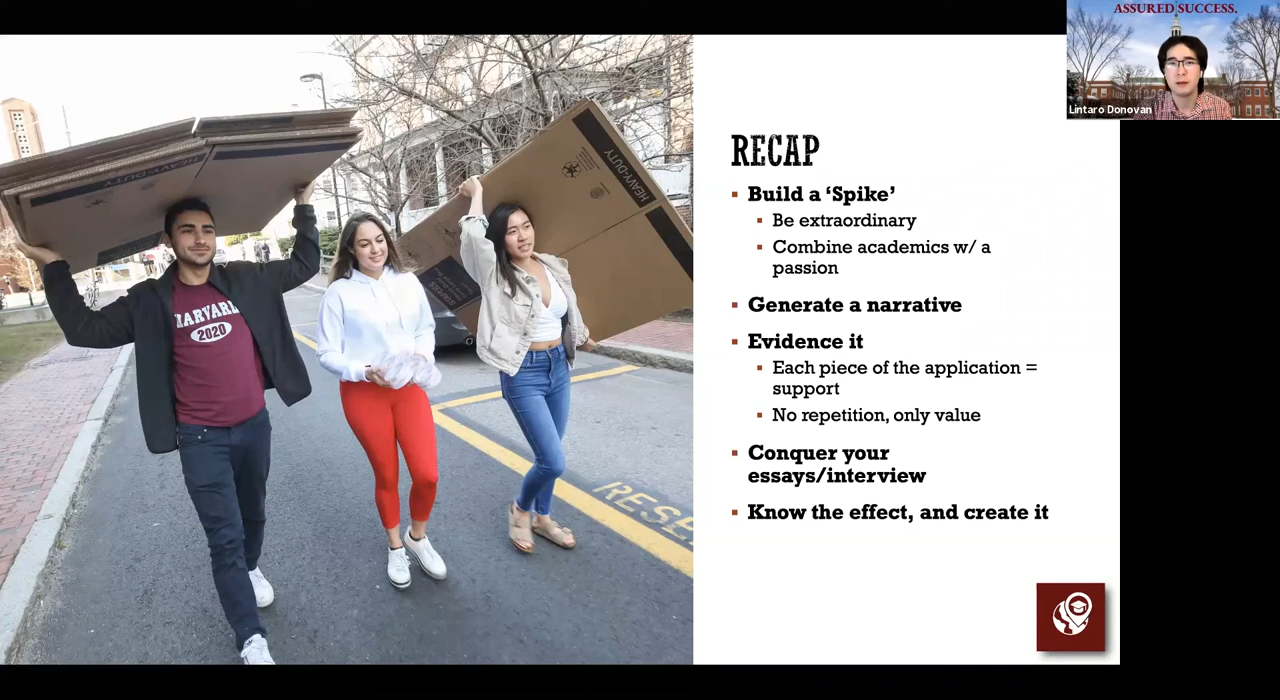 ASSURED SUCCESS.
Lintaro Donovan
HEAVY-DUTY
HEAVY-DUTY
HARVARD
2020
RESE
RECAP
Build a ‘Spike’
Be extraordinary
Combine academics w/ a
passion
Generate a narrative
Evidence it
Each piece of the application =
support
No repetition, only value
Conquer your
essays/interview
Know the effect, and create it